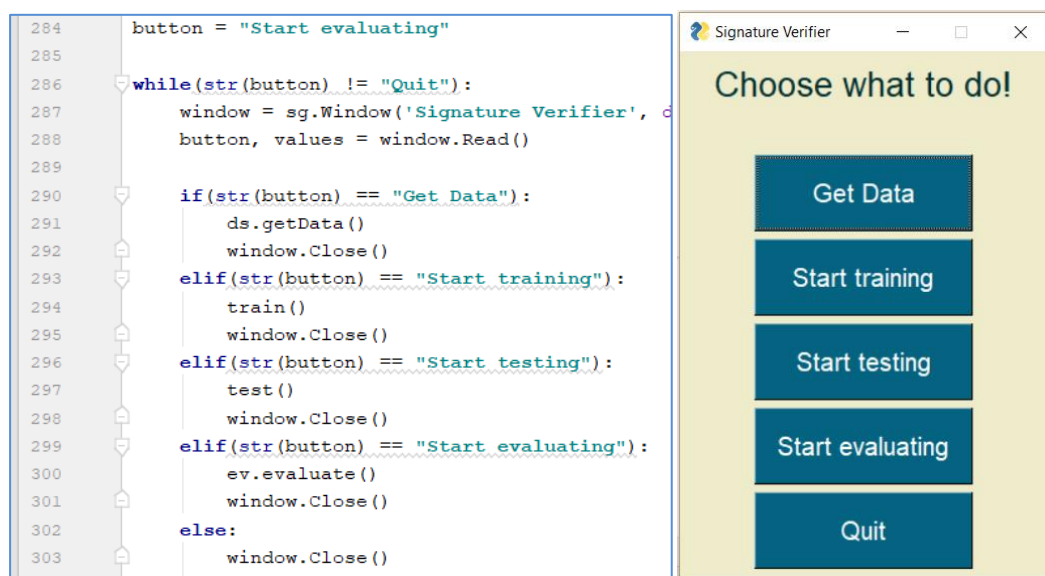 284 button = "Start evaluating"
285
286 while(str(button) != "Quit"):
287 window = sg.Window('Signature Verifier', d
288 button, values = window.Read()
289
290 if(str(button) == "Get Data"):
291 ds.getData()
292 window.Close()
293 elif(str(button) == "Start training"):
294 train()
295 window.Close()
296 elif(str(button) == "Start testing"):
297 test()
298 window.Close()
299 elif(str(button) == "Start evaluating"):
300 ev.evaluate()
301 window.Close()
302 else:
303 window.Close()
Signature Verifier
Choose what to do!
Get Data
Start training
Start testing
Start evaluating
Quit